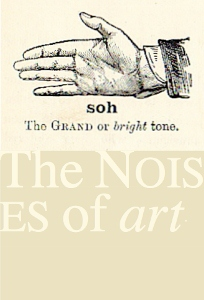 soh
The GRAND or bright tone.
The NOIS
ES of art